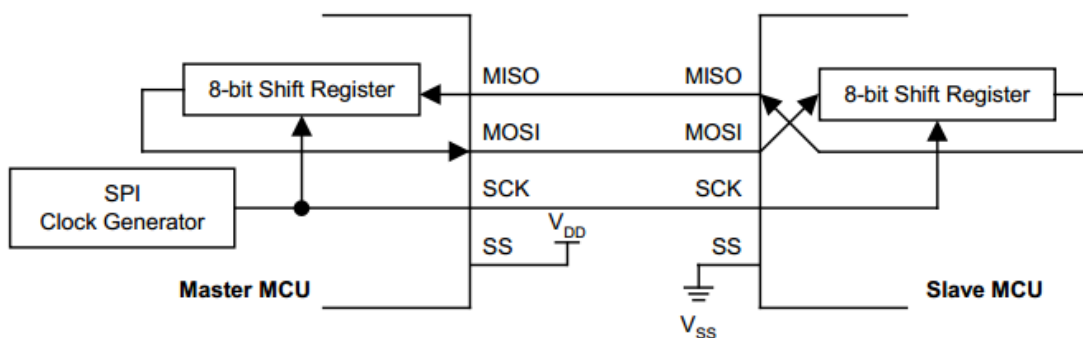 MISO MISO
8-bit Shift Register 8-bit Shift Register
MOSI MOSI
SPI
Clock Generator
SCK SCK
VDD
SS SS
Master MCU Slave MCU
VSS